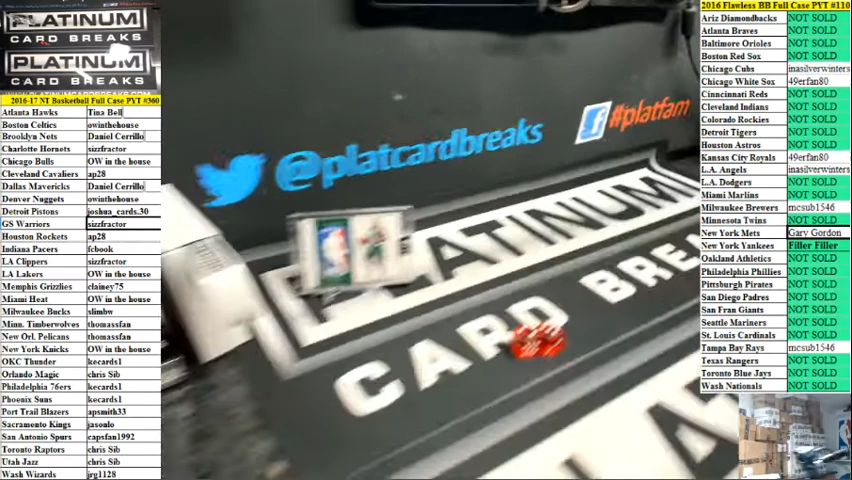 PLATINUM
CARD BREAKS
PLATINUM
CARD BREAKS
2016-17 NT Basketball Full Case PYT #360
Atlanta Hawks Tina Bell
Boston Celtics owinthehouse
Brooklyn Nets Daniel Cerrillo
Charlotte Hornets sizzfractor
Chicago Bulls OW in the house
Cleveland Cavaliers ap28
Dallas Mavericks Daniel Cerrillo
Denver Nuggets owinthehouse
Detroit Pistons joshua_cards.30
GS Warriors sizzfractor
Houston Rockets ap28
Indiana Pacers fcbook
LA Clippers sizzfractor
LA Lakers OW in the house
Memphis Grizzlies clainey75
Miami Heat OW in the house
Milwaukee Bucks slimbw
Minn. Timberwolves thomassfan
New Orl. Pelicans thomassfan
New York Knicks OW in the house
OKC Thunder kecards1
Orlando Magic chris Sib
Philadelphia 76ers kecards1
Phoenix Suns kecards1
Port Trail Blazers apsmith33
Sacramento Kings jasonlo
San Antonio Spurs capsfan1992
Toronto Raptors chris Sib
Utah Jazz chris Sib
Wash Wizards jrg1128
@platcardbreaks
#platfam
PLATINUM
CARD BREA
2016 Flawless BB Full Case PYT #110
Ariz Diamondbacks NOT SOLD
Atlanta Braves NOT SOLD
Baltimore Orioles NOT SOLD
Boston Red Sox NOT SOLD
Chicago Cubs inasilverwinters
Chicago White Sox 49erfan80
Cinncinati Reds NOT SOLD
Cleveland Indians NOT SOLD
Colorado Rockies NOT SOLD
Detroit Tigers NOT SOLD
Houston Astros NOT SOLD
Kansas City Royals 49erfan80
L.A. Angels inasilverwinters
L.A. Dodgers NOT SOLD
Miami Marlins NOT SOLD
Milwaukee Brewers mcsub1546
Minnesota Twins NOT SOLD
New York Mets Gary Gordon
New York Yankees Filler Filler
Oakland Athletics NOT SOLD
Philadelphia Phillies NOT SOLD
Pittsburgh Pirates NOT SOLD
San Diego Padres NOT SOLD
San Fran Giants NOT SOLD
Seattle Mariners NOT SOLD
St. Louis Cardinals NOT SOLD
Tampa Bay Rays mcsub1546
Texas Rangers NOT SOLD
Toronto Blue Jays NOT SOLD
Wash Nationals NOT SOLD